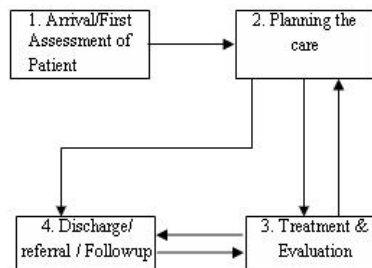 1. Arrival/First
Assessment of
Patient
2. Planning the
care
4. Discharge/
referral / Followup
3. Treatment &
Evaluation